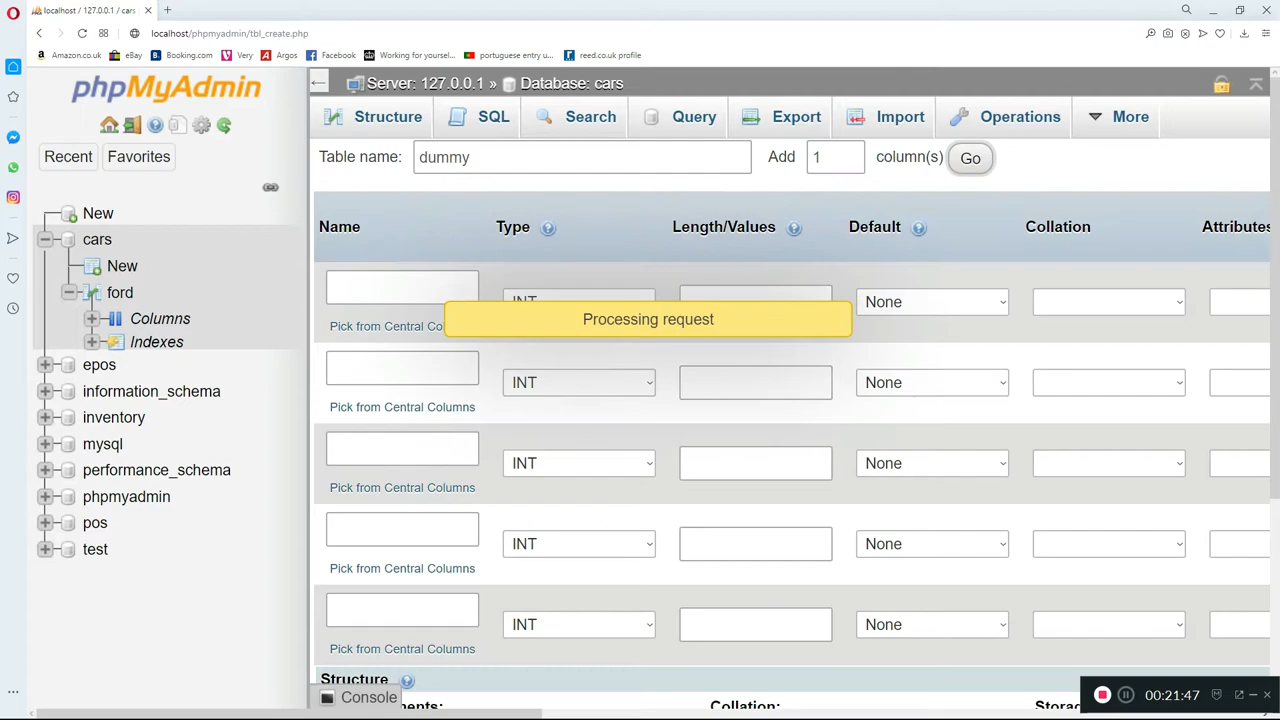 localhost / 127.0.0.1 / cars
localhost/phpmyadmin/tbl_create.php
Amazon.co.uk
eBay
Booking.com
Very
Argos
Facebook
Working for yoursel...
portuguese entry u...
reed.co.uk profile
phpMyAdmin
Recent
Favorites
New
cars
New
ford
Columns
Indexes
epos
information_schema
inventory
mysql
performance_schema
phpmyadmin
pos
test
Server: 127.0.0.1 » Database: cars
Structure
SQL
Search
Query
Export
Import
Operations
More
Table name: dummy Add 1 column(s) Go
Name Type Length/Values Default Collation Attributes
INT None
Pick from Central Co
Processing request
INT None
Pick from Central Columns
INT None
Pick from Central Columns
INT None
Pick from Central Columns
INT None
Pick from Central Columns
Structure
Console
ments: Collation: Storag
00:21:47